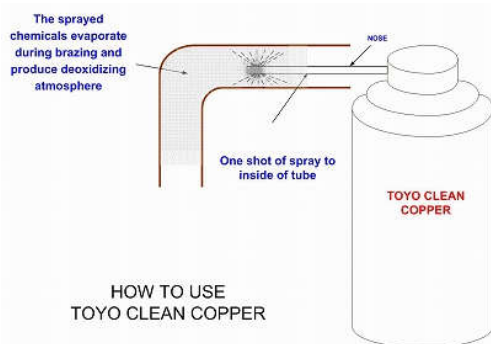 The sprayed
chemicals evaporate
during brazing and
produce deoxidizing
atmosphere
NOSE
One shot of spray to
inside of tube
TOYO CLEAN
COPPER
HOW TO USE
TOYO CLEAN COPPER